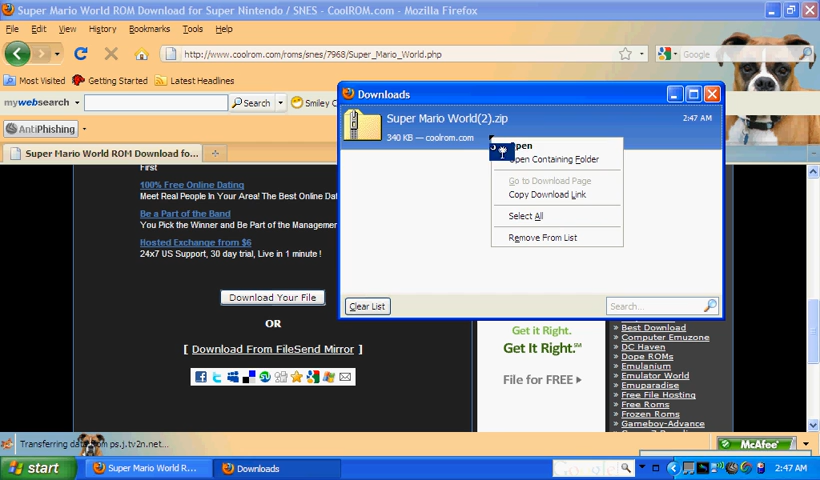 Super Mario World ROM Download for Super Nintendo / SNES - CoolROM.com - Mozilla Firefox
File Edit View History Bookmarks Tools Help
http://www.coolrom.com/roms/snes/7968/Super_Mario_World.php
Google
Most Visited Getting Started Latest Headlines
mywebsearch Search Smiley C
AntiPhishing
Super Mario World ROM Download fo...
First
100% Free Online Dating
Meet Real People In Your Area! The Best Online Dat
Be a Part of the Band
You Pick the Winner and Be Part of the Managemen
Hosted Exchange from $6
24x7 US Support, 30 day trial, Live in 1 minute !
Download Your File
OR
[ Download From FileSend Mirror ]
Downloads
Super Mario World(2).zip 2:47 AM
340 KB — coolrom.com
Open Containing Folder
Go to Download Page
Copy Download Link
Select All
Remove From List
Clear List
Search...
Get it Right.
Get It Right.℠
File for FREE
» Best Download
» Computer Emuzone
» DC Haven
» Dope ROMs
» Emulanium
» Emulator World
» Emuparadise
» Free File Hosting
» Free Roms
» Frozen Roms
» Gameboy-Advance
McAfee
start Super Mario World R... Downloads Google 2:47 AM